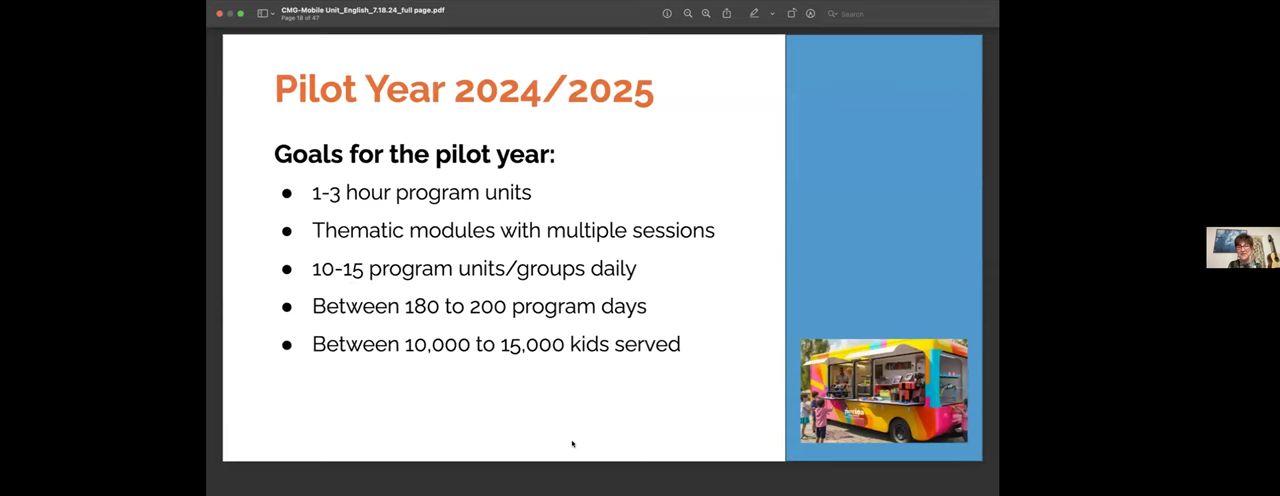 CMG-Mobile Unit_English_7.18.24_full page.pdf
Page 18 of 47
Search
Pilot Year 2024/2025
Goals for the pilot year:
● 1-3 hour program units
● Thematic modules with multiple sessions
● 10-15 program units/groups daily
● Between 180 to 200 program days
● Between 10,000 to 15,000 kids served